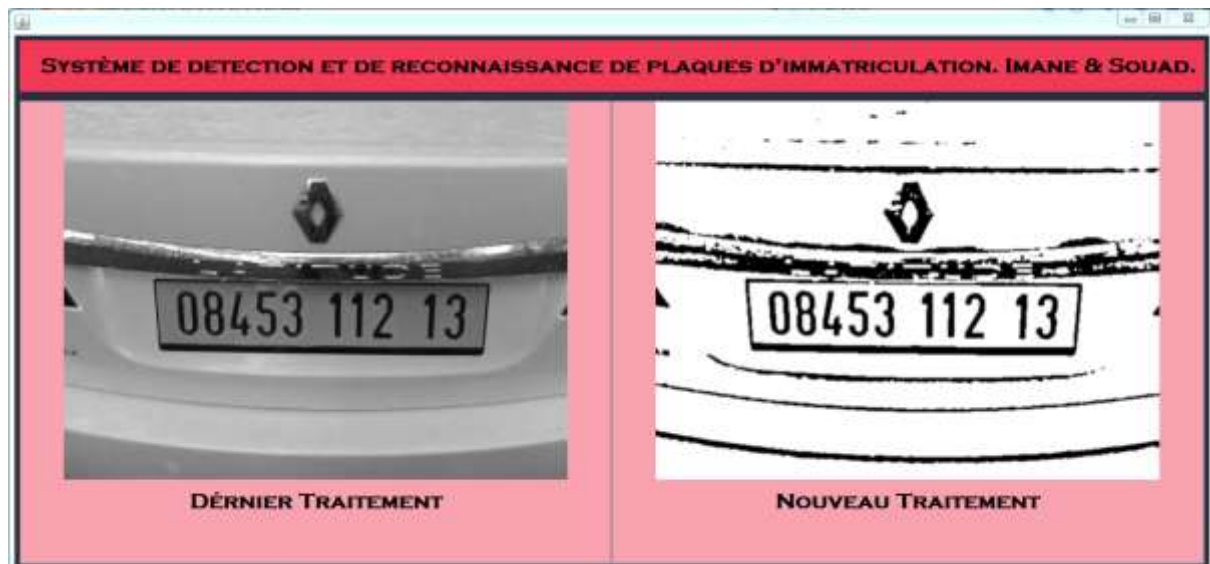 Système de detection et de reconnaissance de plaques d'immatriculation. Imane & Souad.
08453 112 13
08453 112 13
Dérnier Traitement
Nouveau Traitement